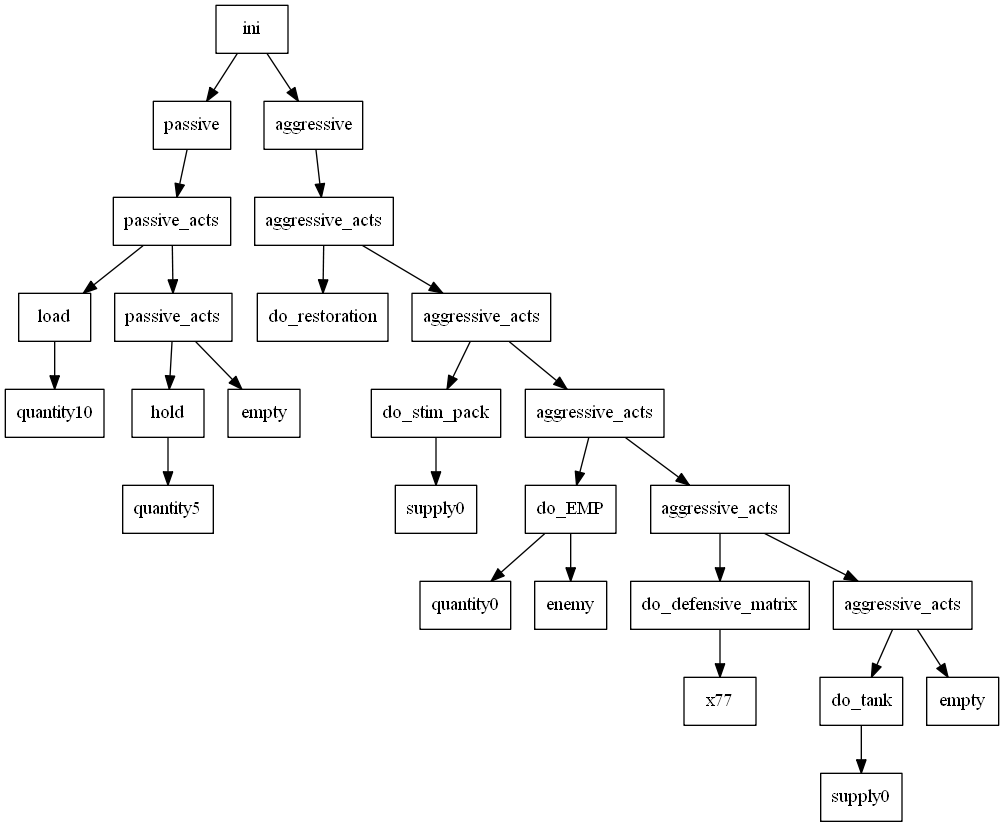 ini
passive
aggressive
passive_acts
aggressive_acts
load
passive_acts
do_restoration
aggressive_acts
quantity10
hold
empty
do_stim_pack
aggressive_acts
quantity5
supply0
do_EMP
aggressive_acts
quantity0
enemy
do_defensive_matrix
aggressive_acts
x77
do_tank
empty
supply0